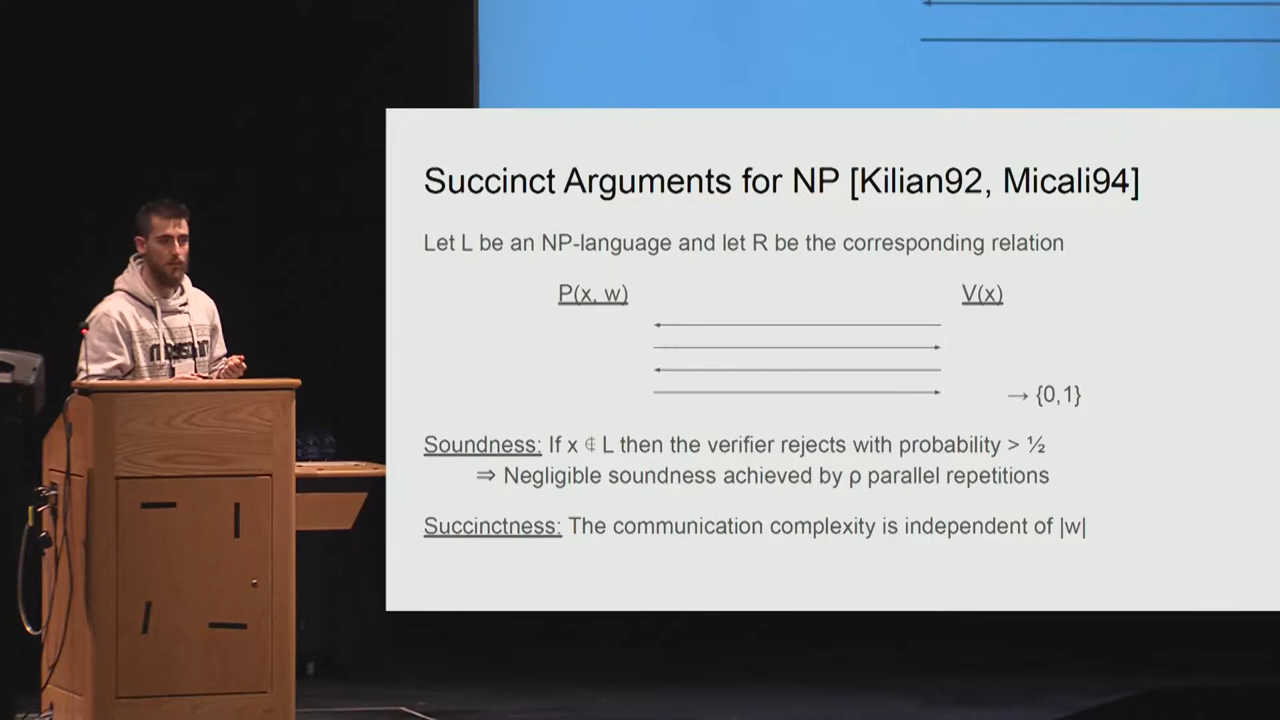 Succinct Arguments for NP [Kilian92, Micali94]
Let L be an NP-language and let R be the corresponding relation
P(x, w) V(x)
→ {0,1}
Soundness: If x ∉ L then the verifier rejects with probability > ½
⇒ Negligible soundness achieved by ρ parallel repetitions
Succinctness: The communication complexity is independent of |w|